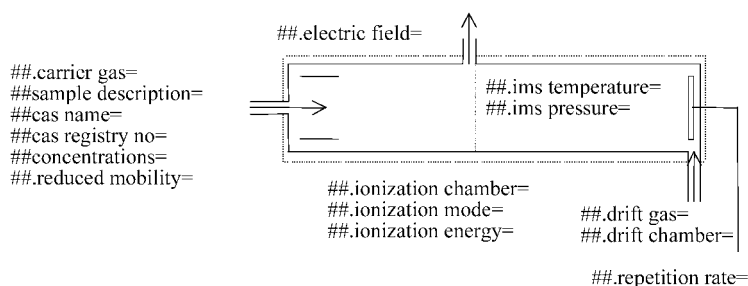 ##.electric field=
##.carrier gas=
##sample description=
##cas name=
##cas registry no=
##concentrations=
##.reduced mobility=
##.ims temperature=
##.ims pressure=
##.ionization chamber=
##.ionization mode=
##.ionization energy=
##.drift gas=
##.drift chamber=
##.repetition rate=